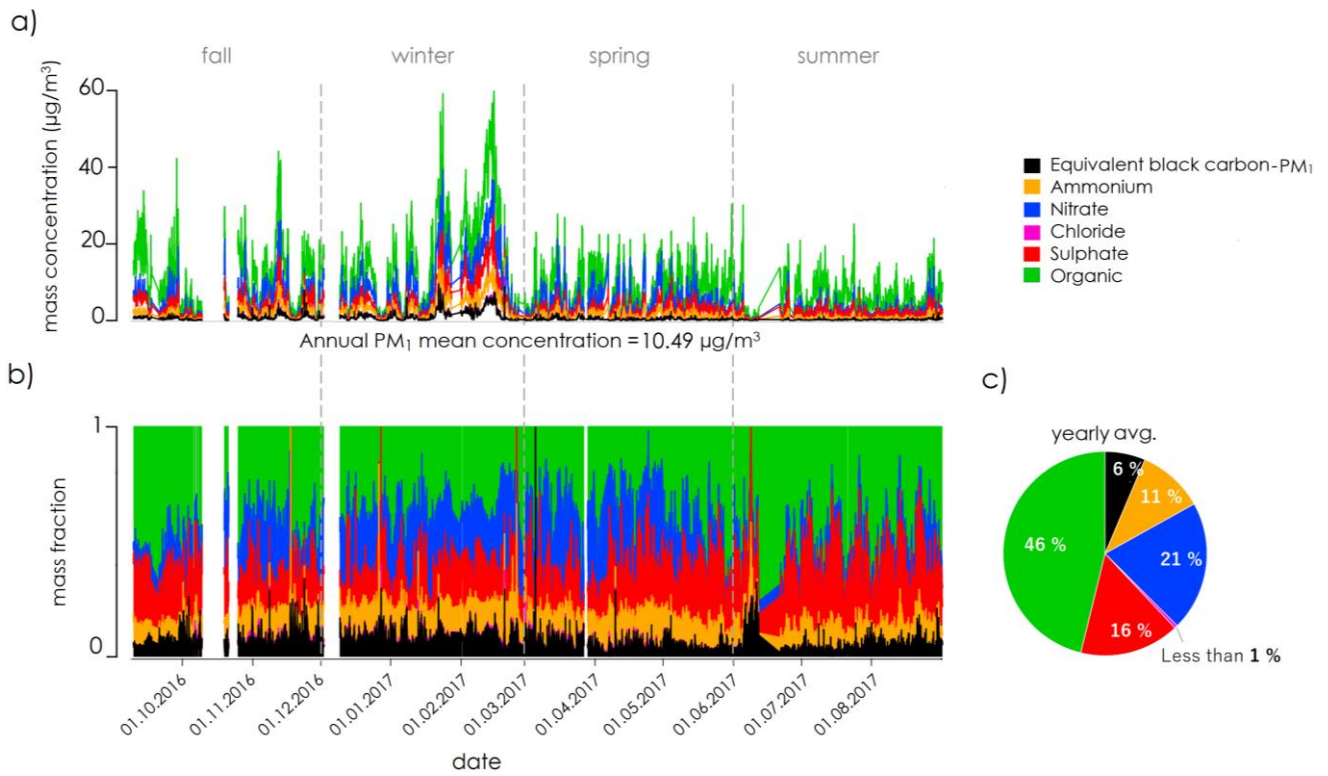 a)
fall winter spring summer
mass concentration (µg/m³)
60
40
20
0
Equivalent black carbon-PM₁
Ammonium
Nitrate
Chloride
Sulphate
Organic
Annual PM₁ mean concentration = 10.49 µg/m³
b)
mass fraction
1
0
01.10.2016 01.11.2016 01.12.2016 01.01.2017 01.02.2017 01.03.2017 01.04.2017 01.05.2017 01.06.2017 01.07.2017 01.08.2017
date
c)
yearly avg.
6 %
11 %
21 %
46 %
16 %
Less than 1 %